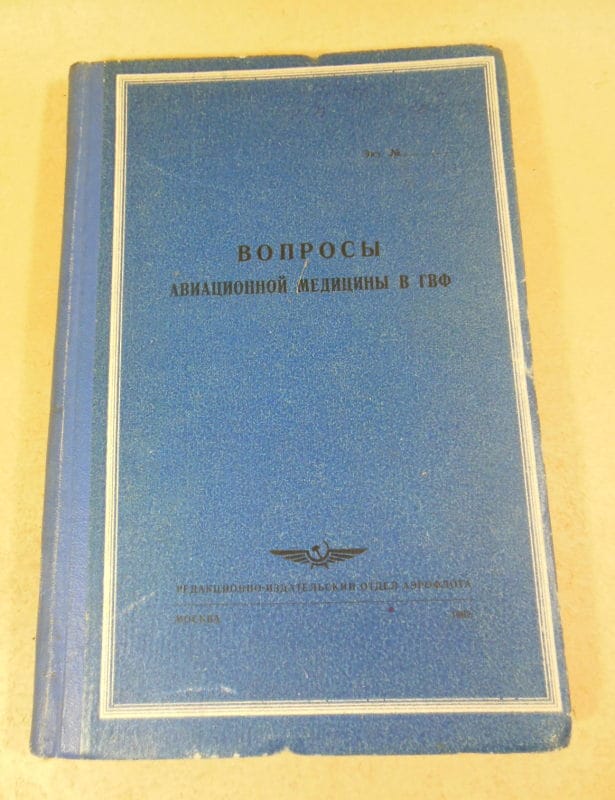 Экз. №
ВОПРОСЫ
АВИАЦИОННОЙ МЕДИЦИНЫ В ГВФ
РЕДАКЦИОННО-ИЗДАТЕЛЬСКИЙ ОТДЕЛ АЭРОФЛОТА
МОСКВА